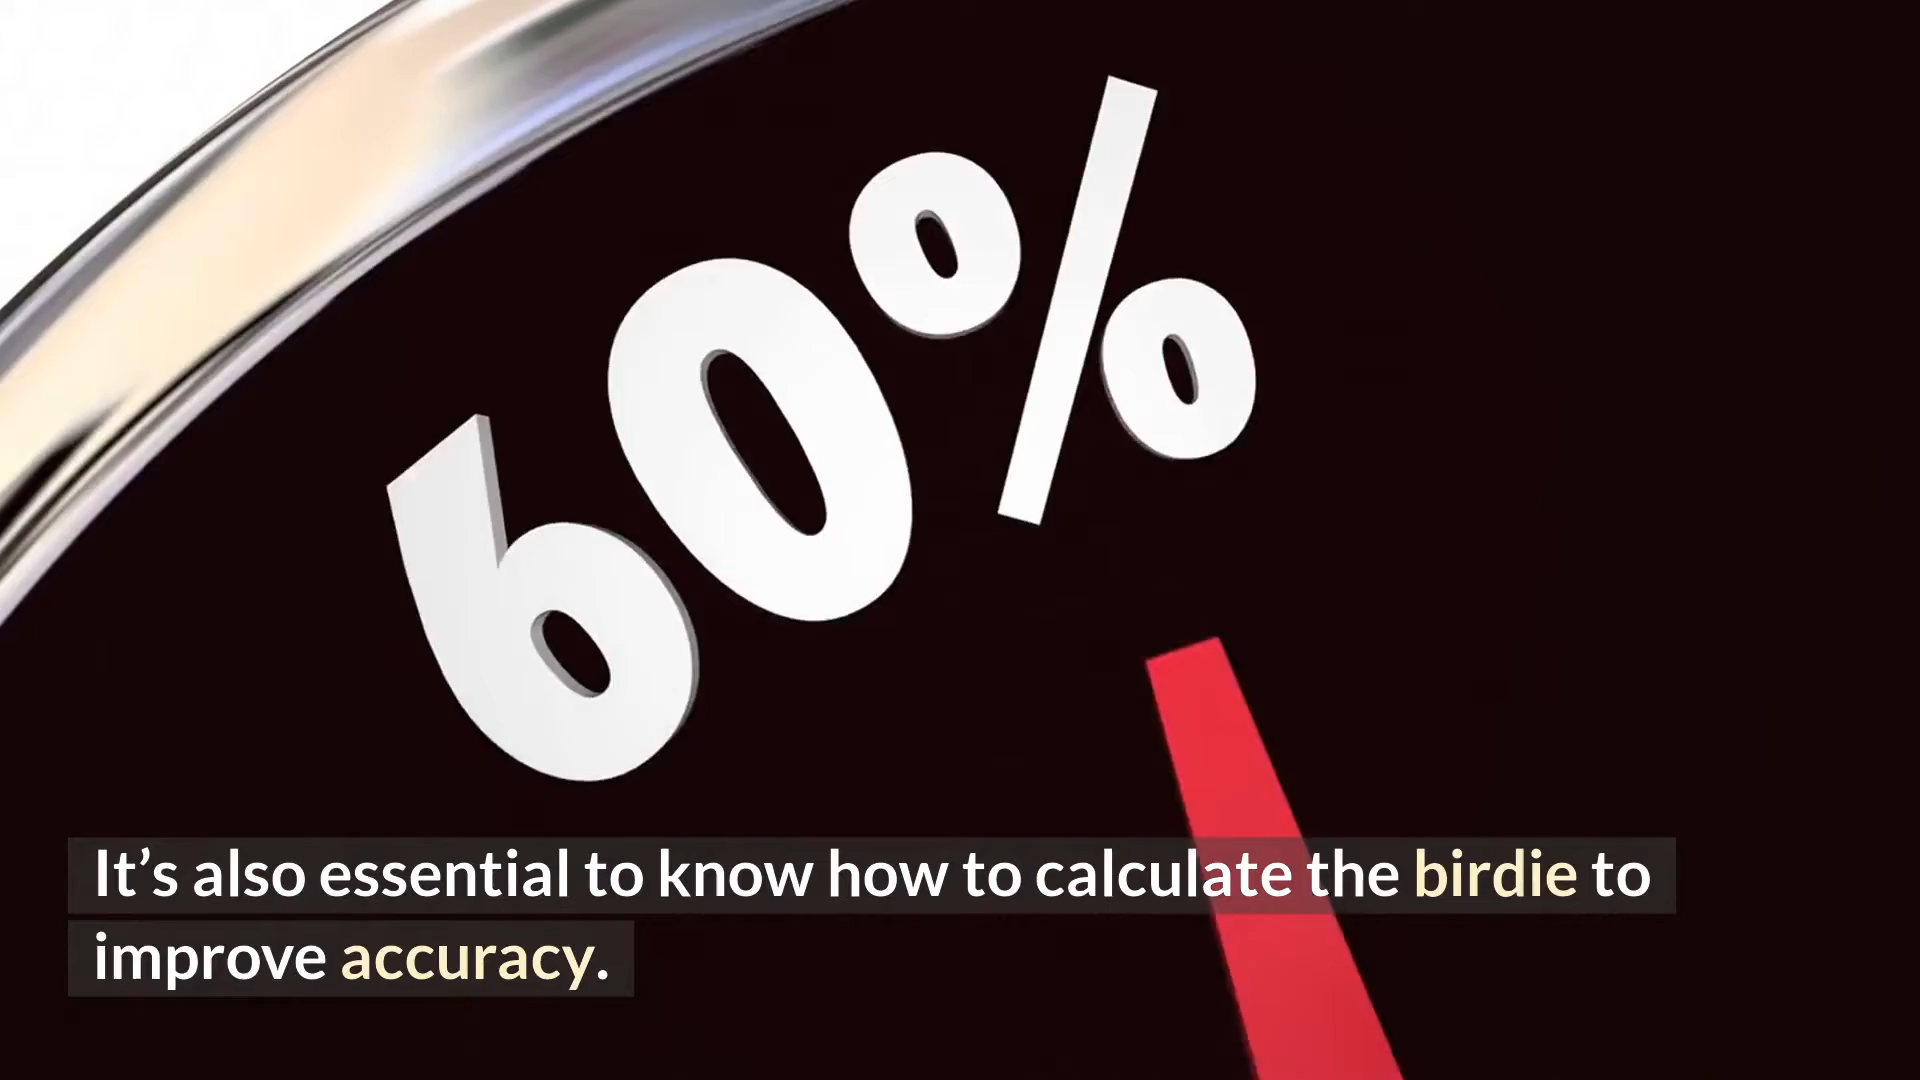 60%
It’s also essential to know how to calculate the birdie to
improve accuracy.